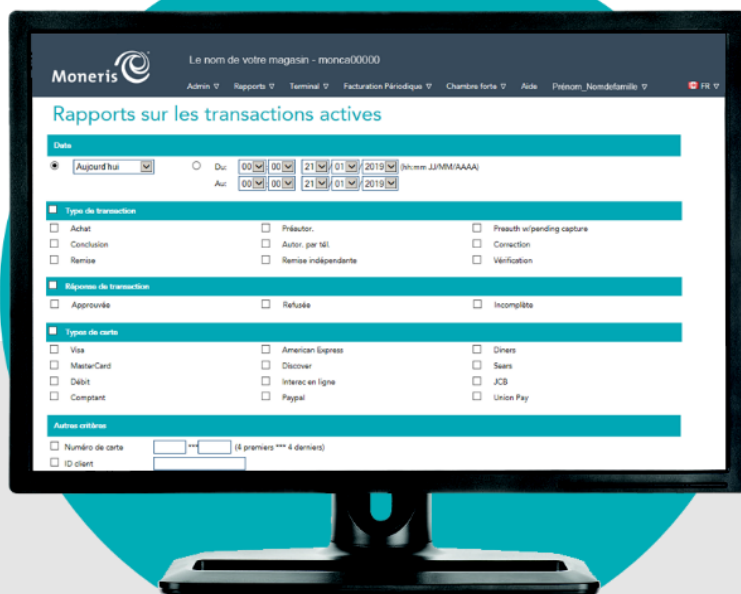 Moneris
Le nom de votre magasin - monca00000
Admin Rapports Terminal Facturation Périodique Chambre forte Aide Prénom_Nomdefamille FR
Rapports sur les transactions actives
Date
Aujourd'hui Du: 00 : 00 21 / 01 / 2019 (hh:mm JJ/MM/AAAA)
Au: 00 : 00 21 / 01 / 2019
Type de transaction
Achat Préautor. Preauth w/pending capture
Conclusion Autor. par tél. Correction
Remise Remise indépendante Vérification
Réponse de transaction
Approuvée Refusée Incomplète
Types de carte
Visa American Express Diners
MasterCard Discover Sears
Débit Interac en ligne JCB
Comptant Paypal Union Pay
Autres critères
Numéro de carte *** (4 premiers *** 4 derniers)
ID client